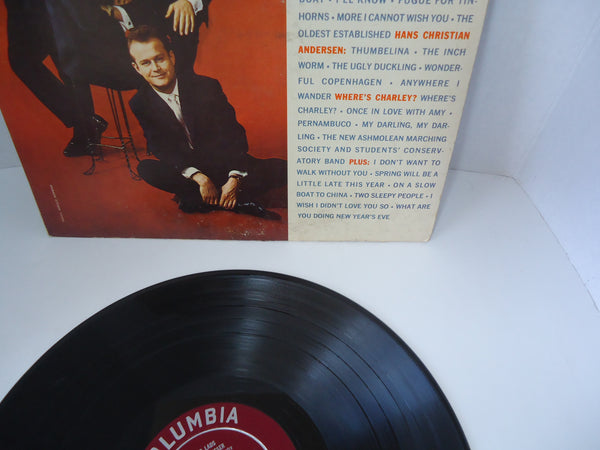 BOAT • I'LL KNOW • FUGUE FOR TIN-
HORNS • MORE I CANNOT WISH YOU • THE
OLDEST ESTABLISHED HANS CHRISTIAN
ANDERSEN: THUMBELINA • THE INCH
WORM • THE UGLY DUCKLING • WONDER-
FUL COPENHAGEN • ANYWHERE I
WANDER WHERE'S CHARLEY? WHERE'S
CHARLEY? • ONCE IN LOVE WITH AMY •
PERNAMBUCO • MY DARLING, MY DAR-
LING • THE NEW ASHMOLEAN MARCHING
SOCIETY AND STUDENTS' CONSERV-
ATORY BAND PLUS: I DON'T WANT TO
WALK WITHOUT YOU • SPRING WILL BE A
LITTLE LATE THIS YEAR • ON A SLOW
BOAT TO CHINA • TWO SLEEPY PEOPLE • I
WISH I DIDN'T LOVE YOU SO • WHAT ARE
YOU DOING NEW YEAR'S EVE
COLUMBIA